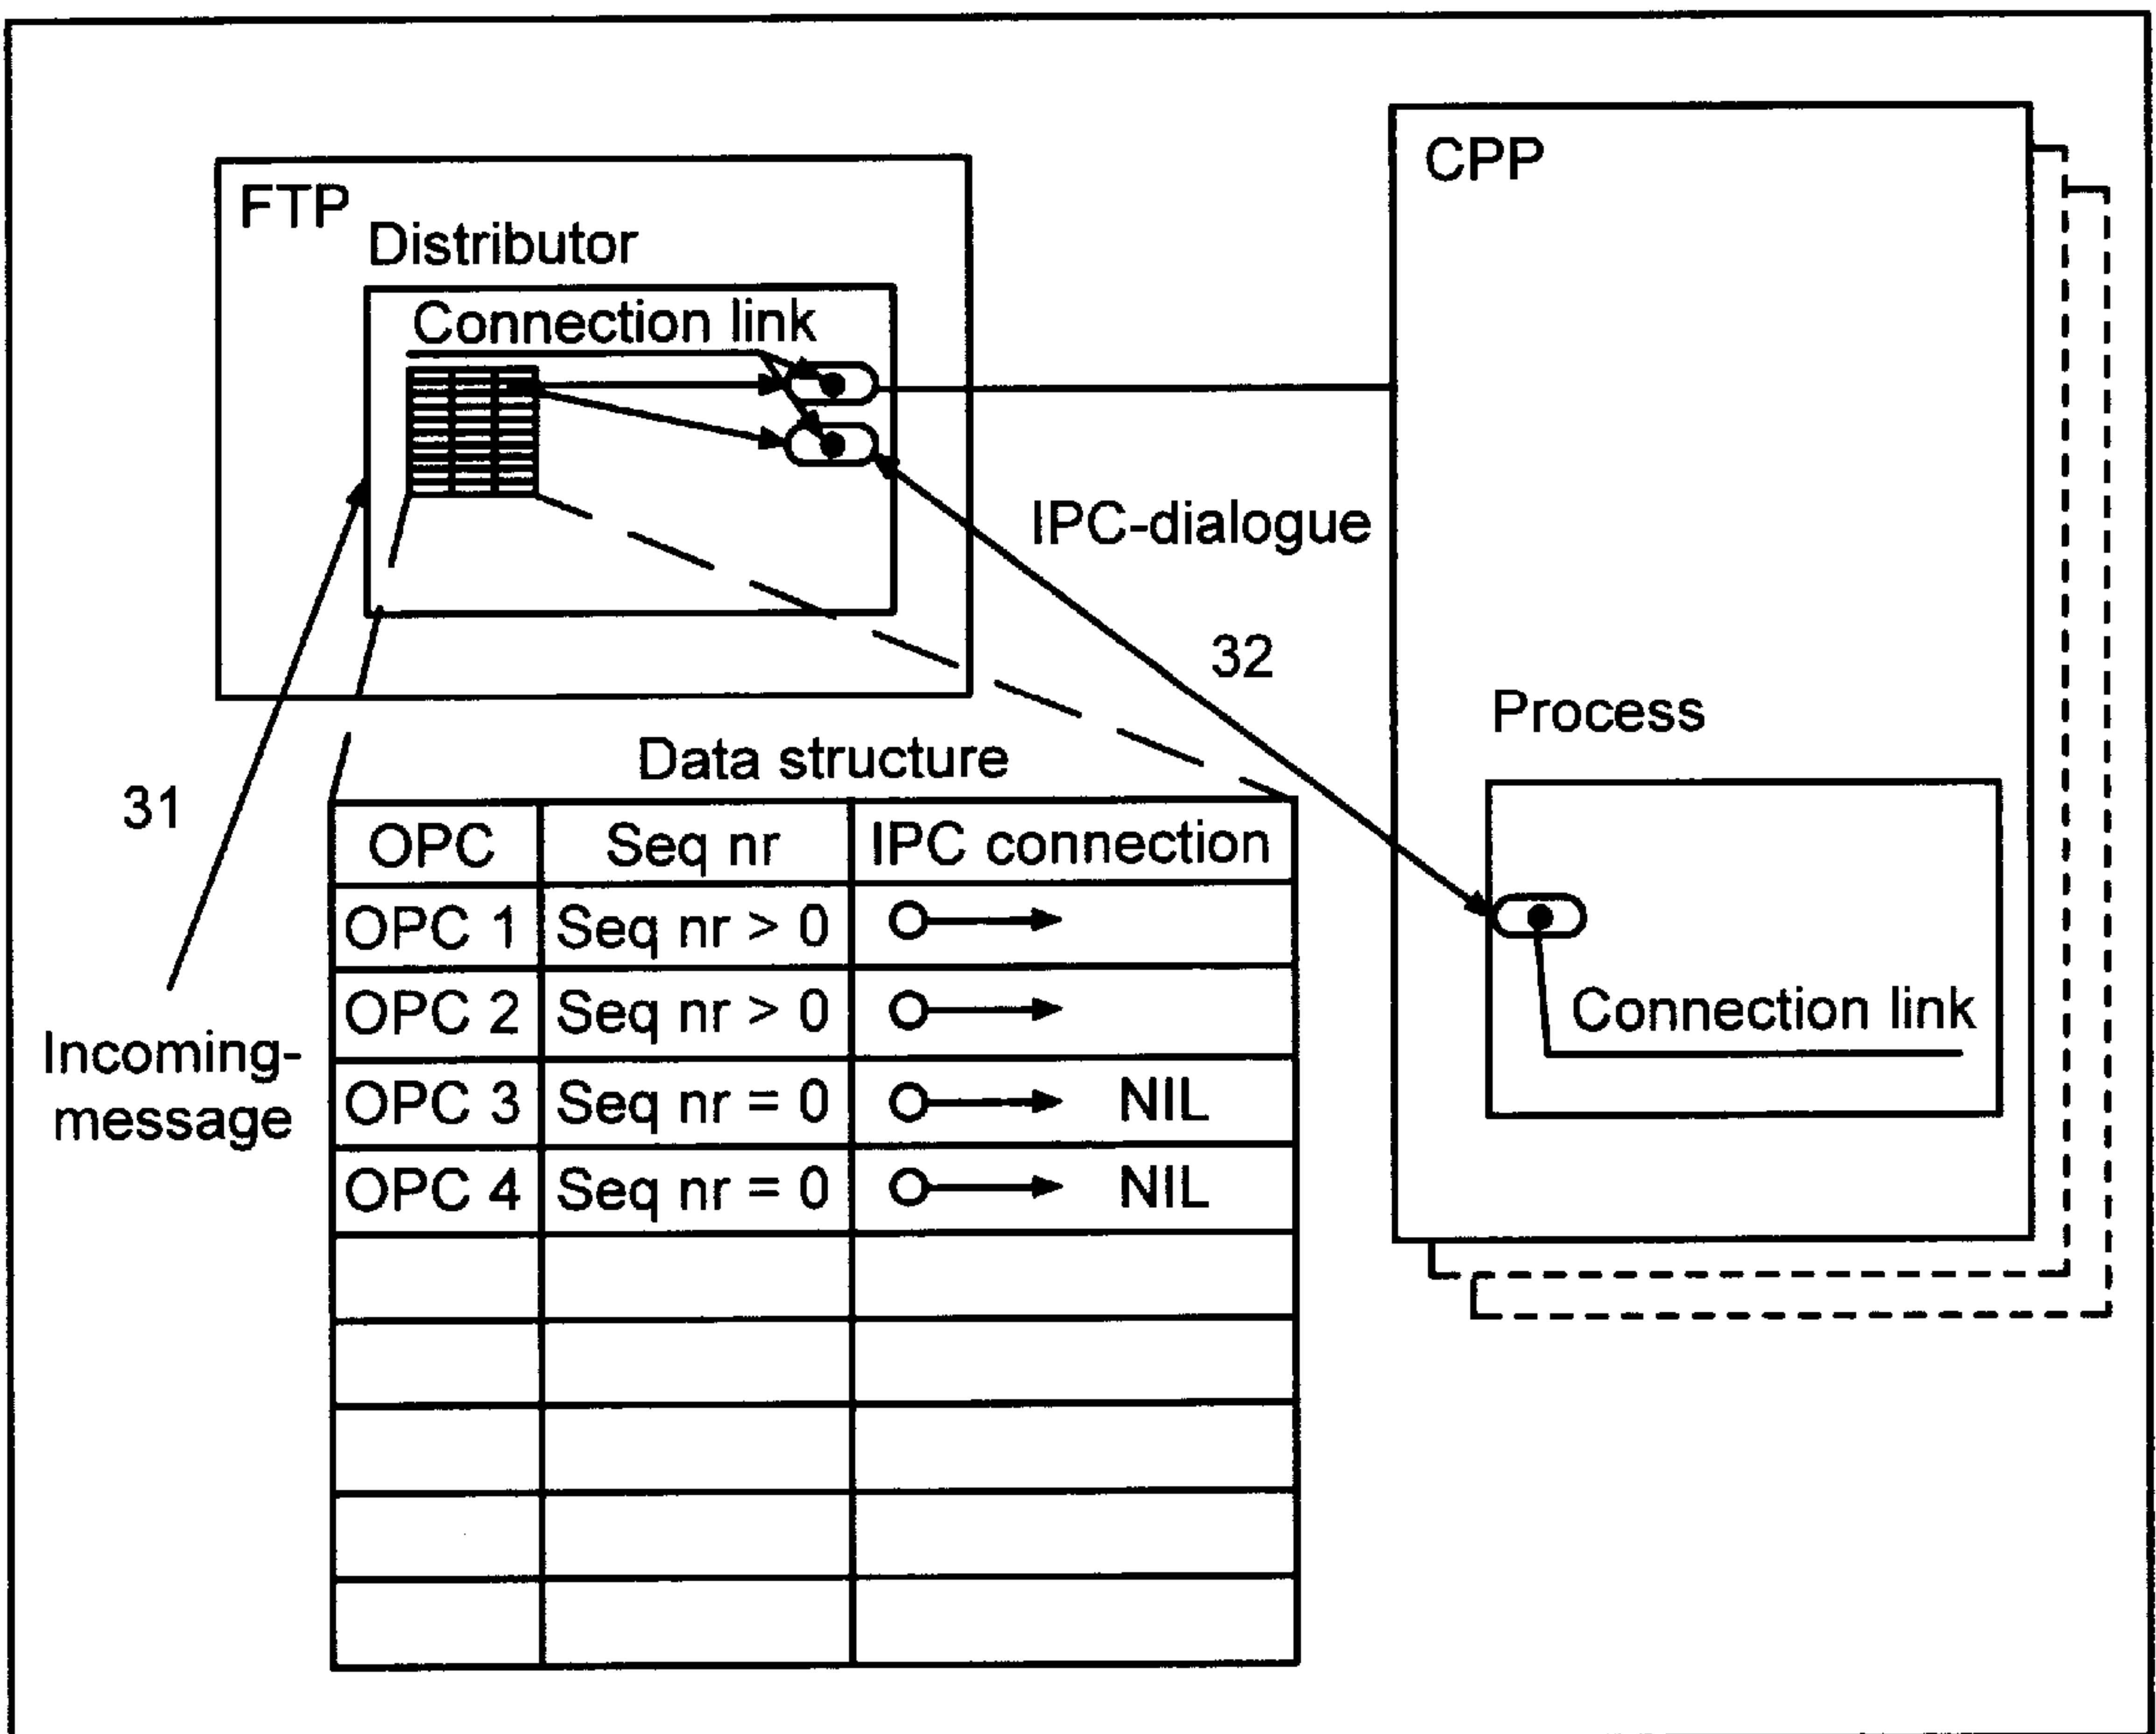 FTP
Distributor
Connection link
CPP
IPC-dialogue
32
Process
Connection link
31
Incoming-
message
Data structure
OPC Seq nr IPC connection
OPC 1 Seq nr > 0
OPC 2 Seq nr > 0
OPC 3 Seq nr = 0 NIL
OPC 4 Seq nr = 0 NIL